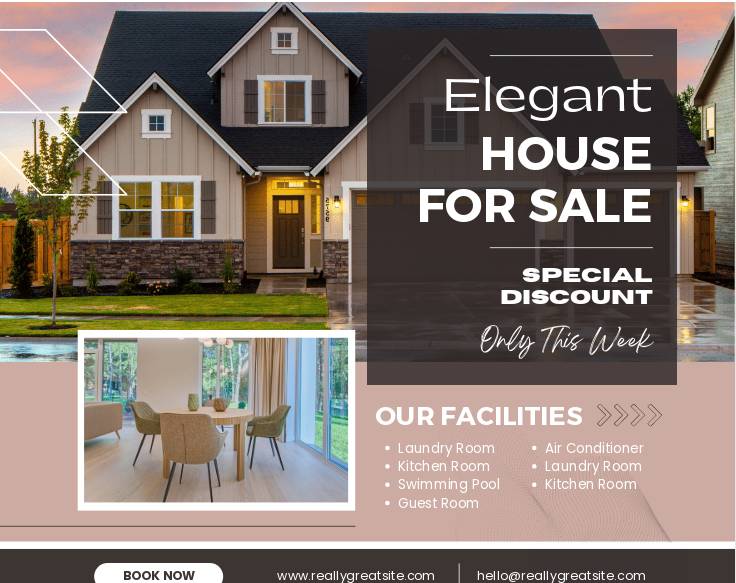 Elegant
HOUSE
FOR SALE
SPECIAL
DISCOUNT
Only This Week
OUR FACILITIES
Laundry Room
Kitchen Room
Swimming Pool
Guest Room
Air Conditioner
Laundry Room
Kitchen Room
BOOK NOW
www.reallygreatsite.com
hello@reallygreatsite.com